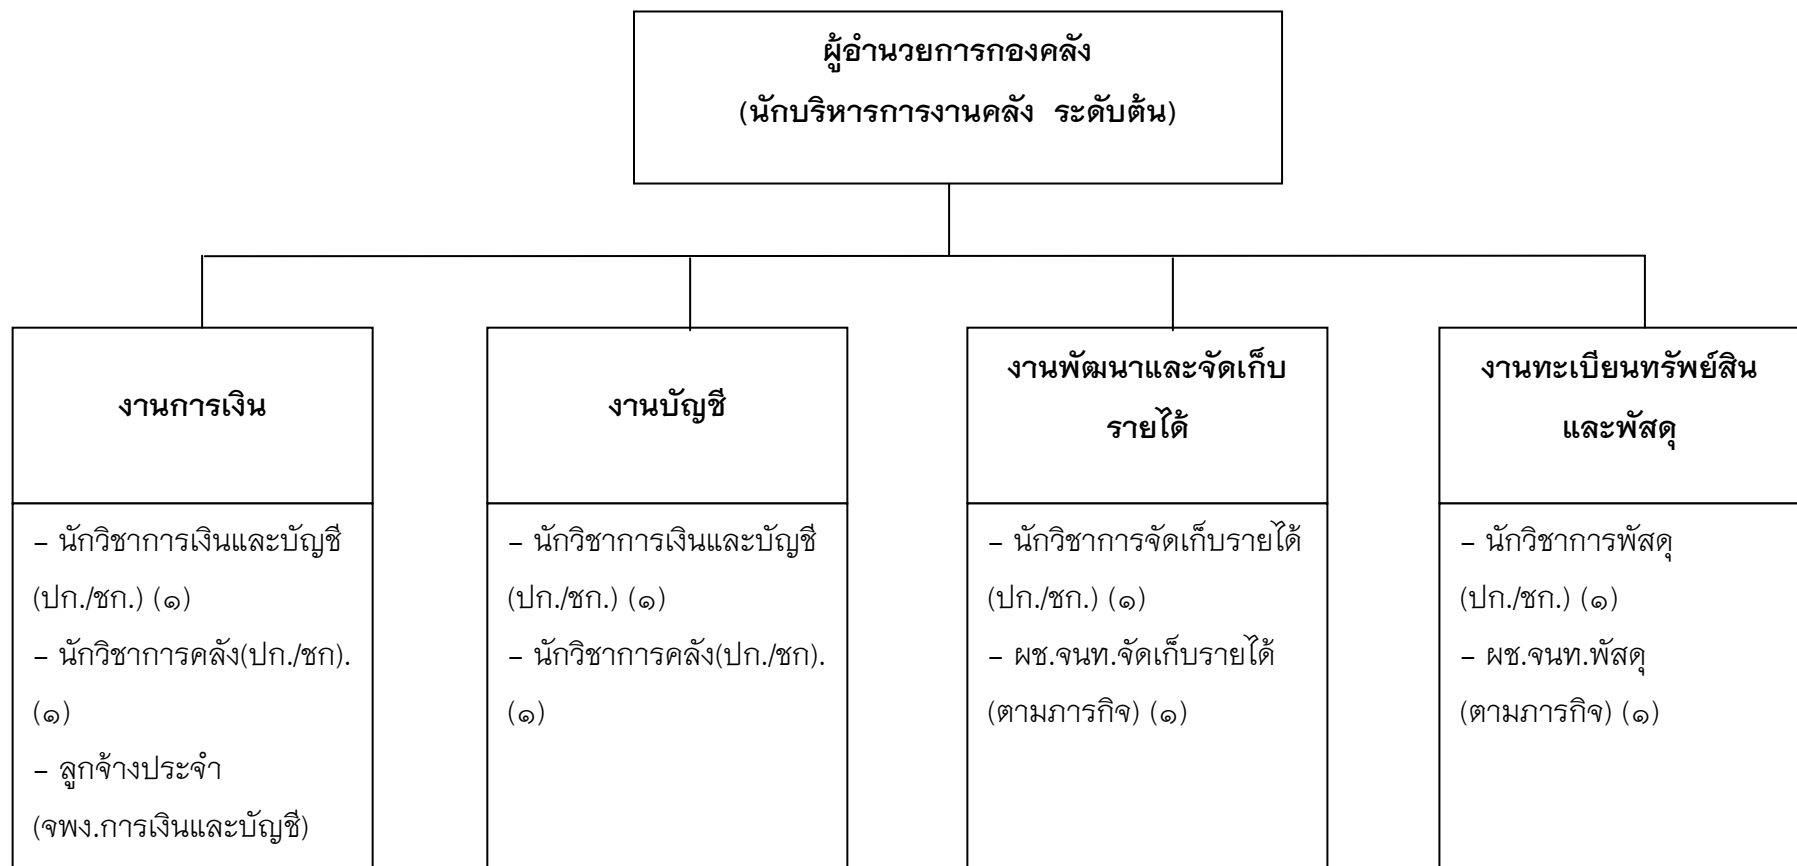 ผู้อำนวยการกองคลัง
(นักบริหารการงานคลัง ระดับต้น)
งานการเงิน
– นักวิชาการเงินและบัญชี
(ปก./ชก.) (๑)
– นักวิชาการคลัง(ปก./ชก).
(๑)
– ลูกจ้างประจำ
(จพง.การเงินและบัญชี)
งานบัญชี
– นักวิชาการเงินและบัญชี
(ปก./ชก.) (๑)
– นักวิชาการคลัง(ปก./ชก).
(๑)
งานพัฒนาและจัดเก็บ
รายได้
– นักวิชาการจัดเก็บรายได้
(ปก./ชก.) (๑)
– ผช.จนท.จัดเก็บรายได้
(ตามภารกิจ) (๑)
งานทะเบียนทรัพย์สิน
และพัสดุ
– นักวิชาการพัสดุ
(ปก./ชก.) (๑)
– ผช.จนท.พัสดุ
(ตามภารกิจ) (๑)